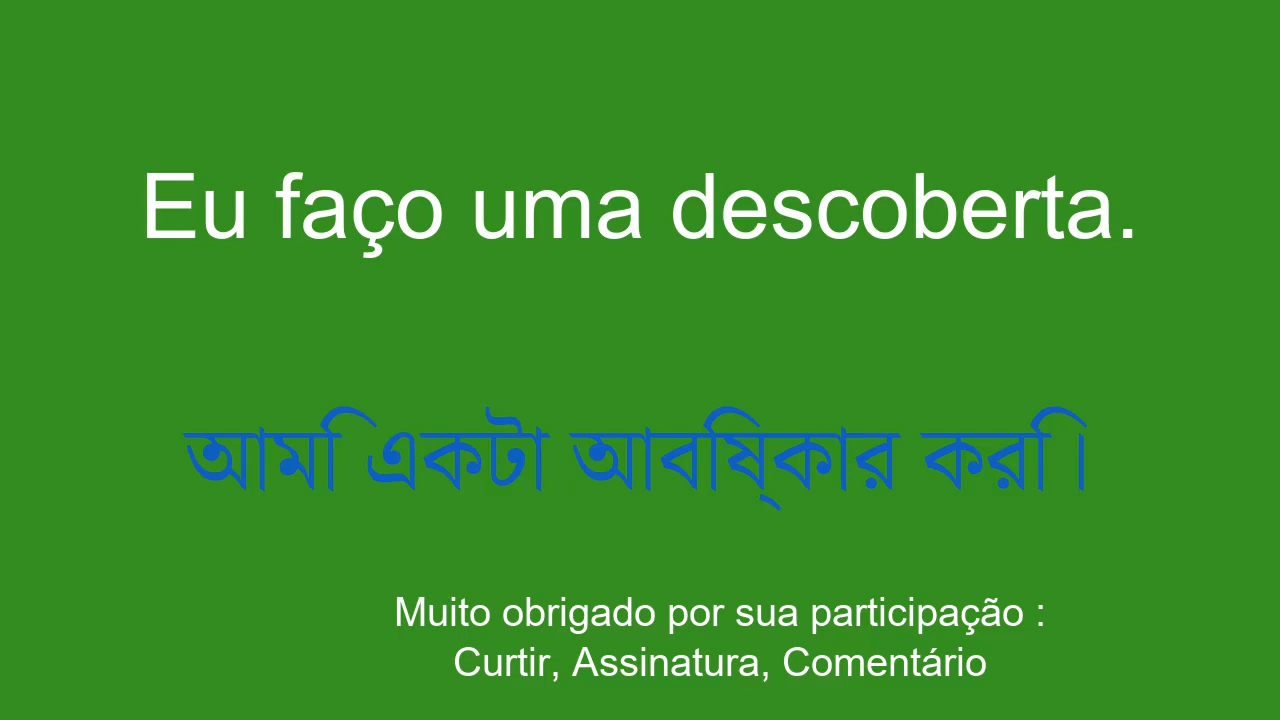 Eu faço uma descoberta.
আমি একটা আবিষ্কার করি।
Muito obrigado por sua participação :
Curtir, Assinatura, Comentário